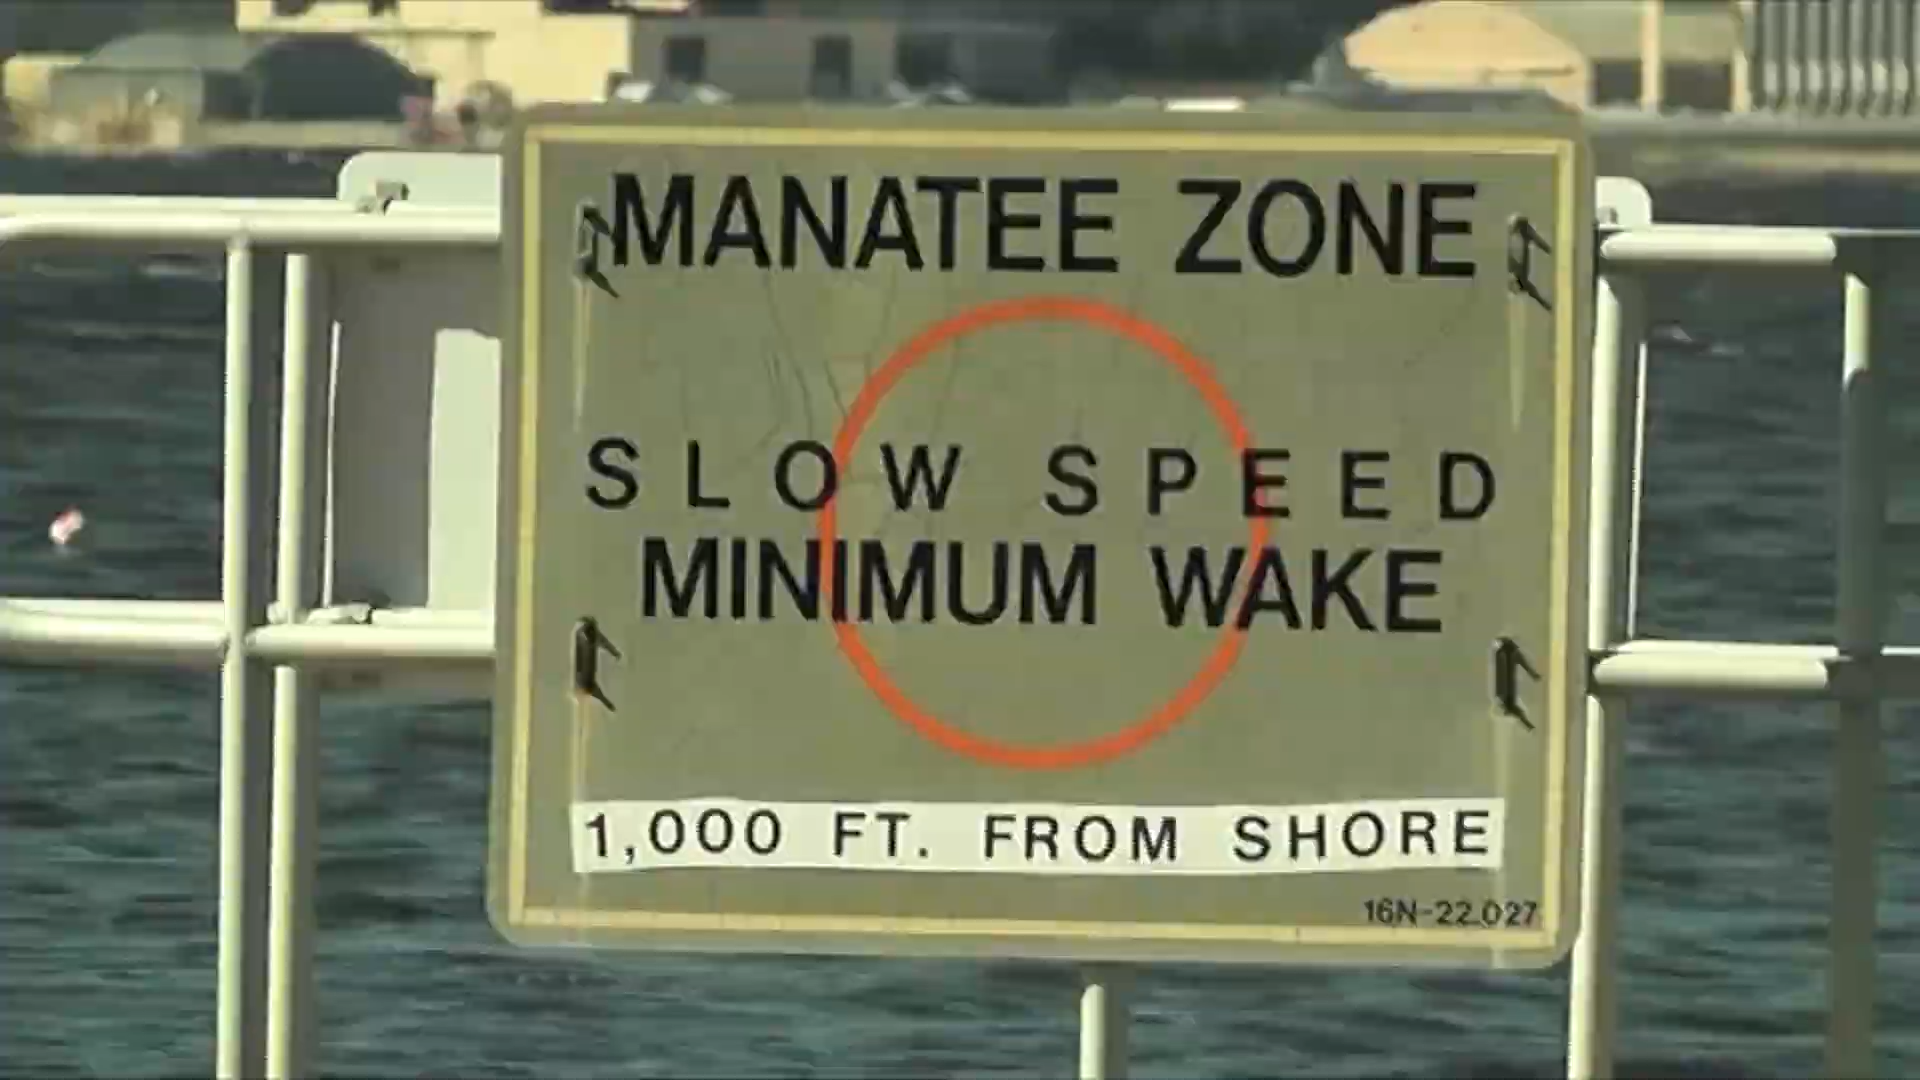 MANATEE ZONE
SLOW SPEED
MINIMUM WAKE
1,000 FT. FROM SHORE
16N-22.027